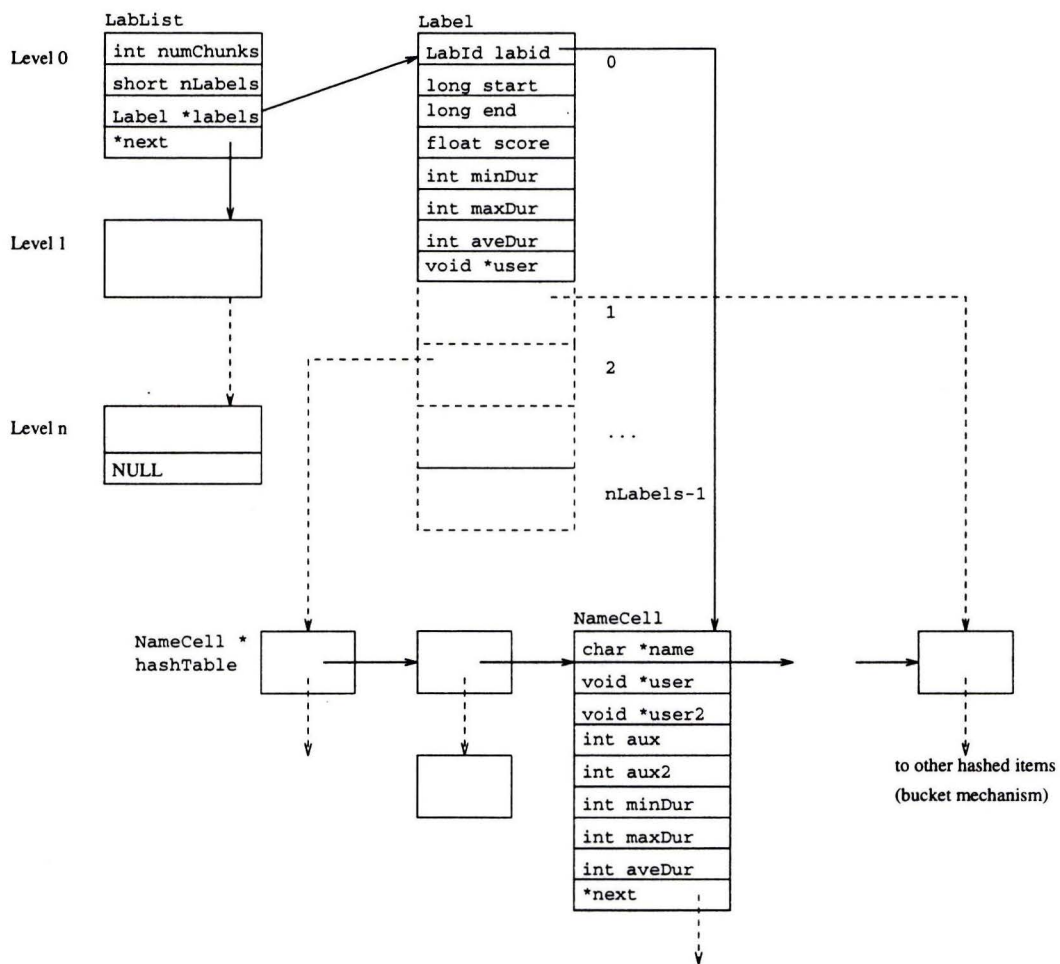 LabList
Level 0
int numChunks
short nLabels
Label *labels
*next
Level 1
Level n
NULL
Label
LabId labid
long start
long end
float score
int minDur
int maxDur
int aveDur
void *user
0
1
2
...
nLabels-1
NameCell *
hashTable
NameCell
char *name
void *user
void *user2
int aux
int aux2
int minDur
int maxDur
int aveDur
*next
to other hashed items
(bucket mechanism)